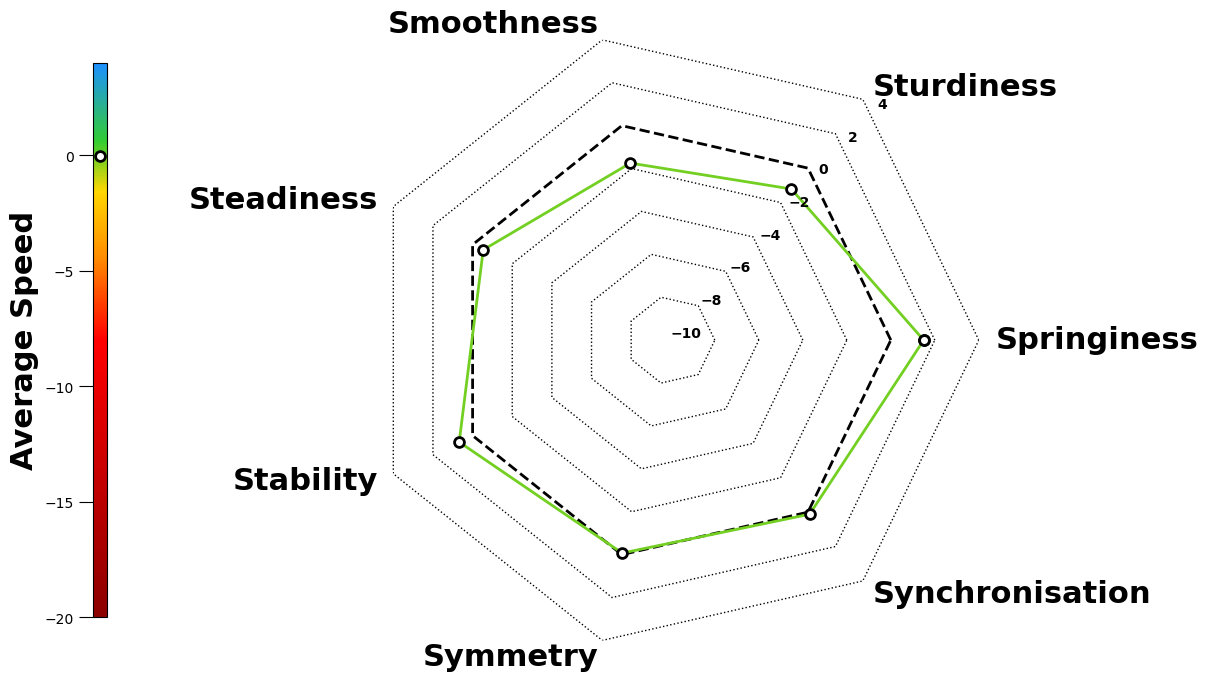 Smoothness
Sturdiness
4
2
0
−2
−4
−6
−8
−10
Springiness
Synchronisation
Symmetry
Stability
Steadiness
Average Speed
0
−5
−10
−15
−20